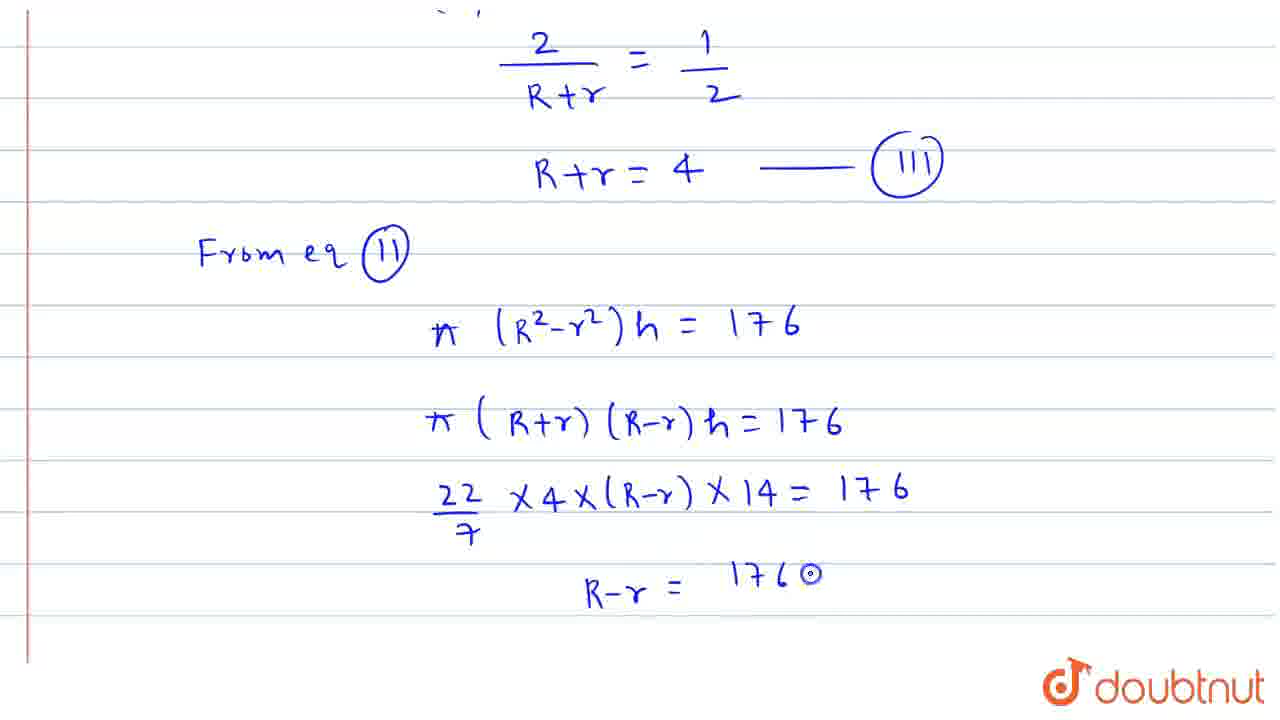 2/(R+r) = 1/2
R+r = 4 —— (III)
From eq (II)
π (R²-r²)h = 176
π (R+r)(R-r)h = 176
22/7 × 4 × (R-r) × 14 = 176
R-r = 176
doubtnut